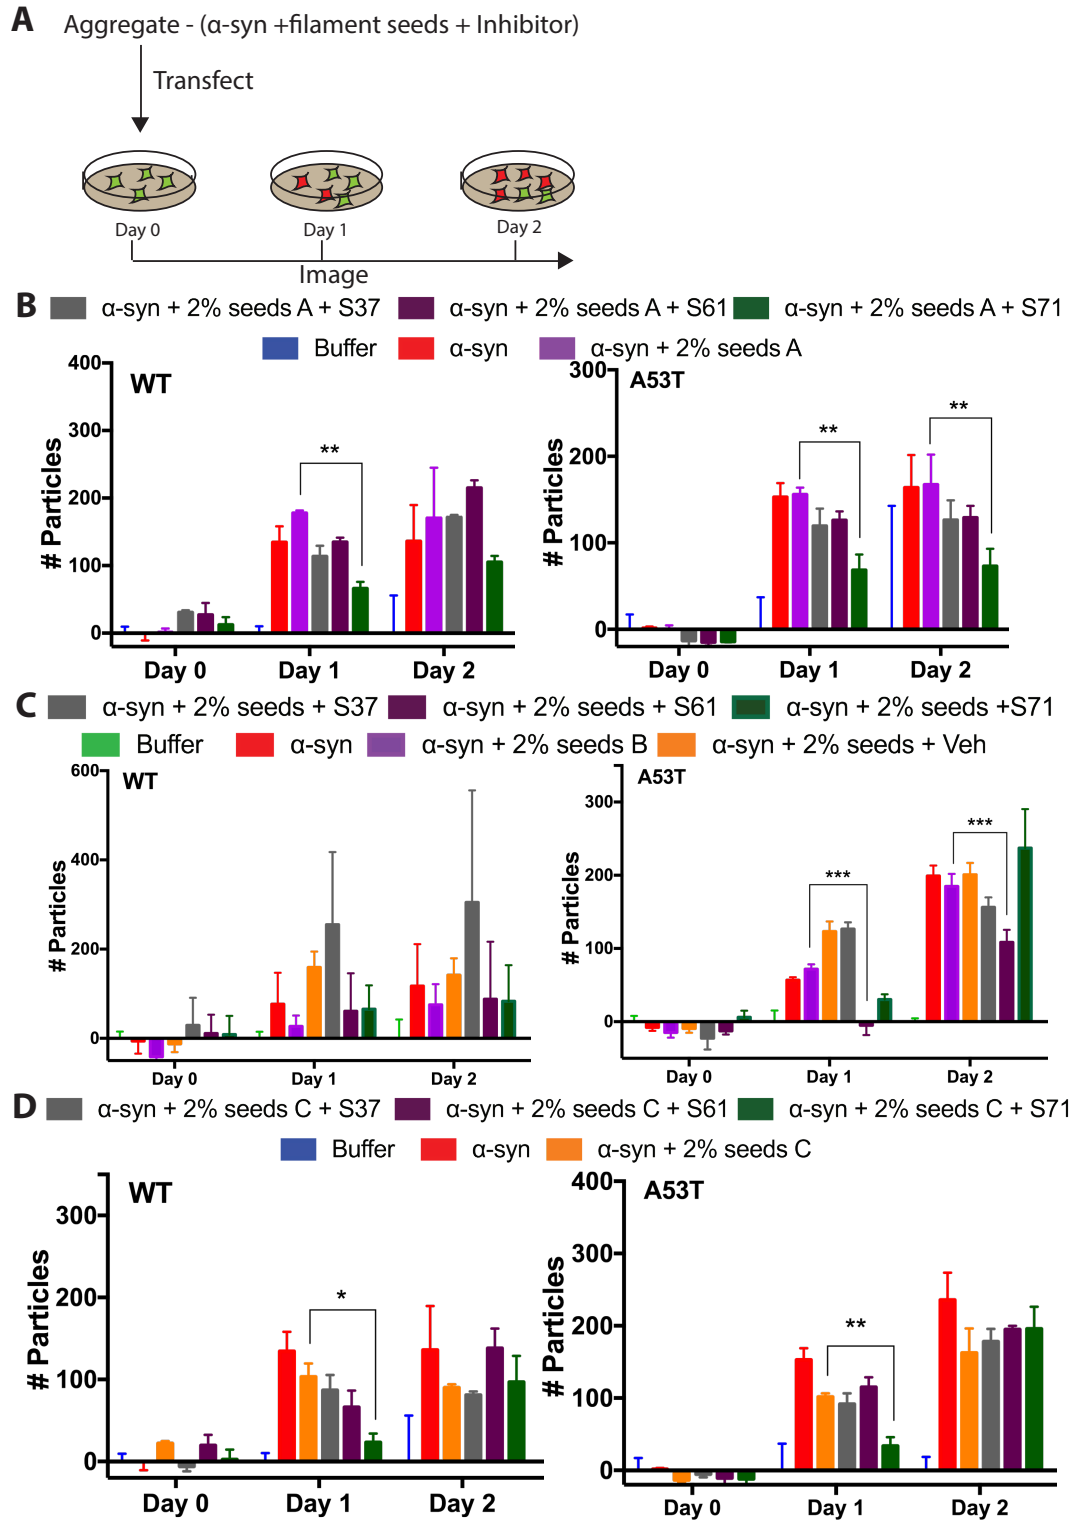 A Aggregate - (α-syn +filament seeds + Inhibitor)
Transfect
Day 0 Day 1 Day 2
Image
B α-syn + 2% seeds A + S37 α-syn + 2% seeds A + S61 α-syn + 2% seeds A + S71
Buffer α-syn α-syn + 2% seeds A
WT
# Particles
400
300
200
100
0
**
Day 0 Day 1 Day 2
A53T
# Particles
300
200
100
0
** **
Day 0 Day 1 Day 2
C α-syn + 2% seeds + S37 α-syn + 2% seeds + S61 α-syn + 2% seeds +S71
Buffer α-syn α-syn + 2% seeds B α-syn + 2% seeds + Veh
WT
# Particles
600
400
200
0
Day 0 Day 1 Day 2
A53T
# Particles
300
200
100
0
*** ***
Day 0 Day 1 Day 2
D α-syn + 2% seeds C + S37 α-syn + 2% seeds C + S61 α-syn + 2% seeds C + S71
Buffer α-syn α-syn + 2% seeds C
WT
# Particles
300
200
100
0
*
Day 0 Day 1 Day 2
A53T
# Particles
400
300
200
100
0
**
Day 0 Day 1 Day 2